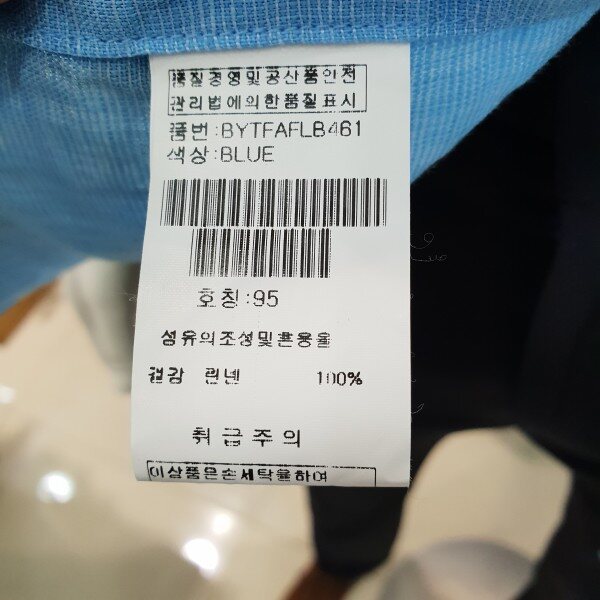 품질경영및공산품안전
관리법에의한품질표시
품번:BYTFAFLB461
색상:BLUE
호칭:95
섬유의조성및혼용율
겉감 린넨 100%
취급주의
이상품은손세탁을하여